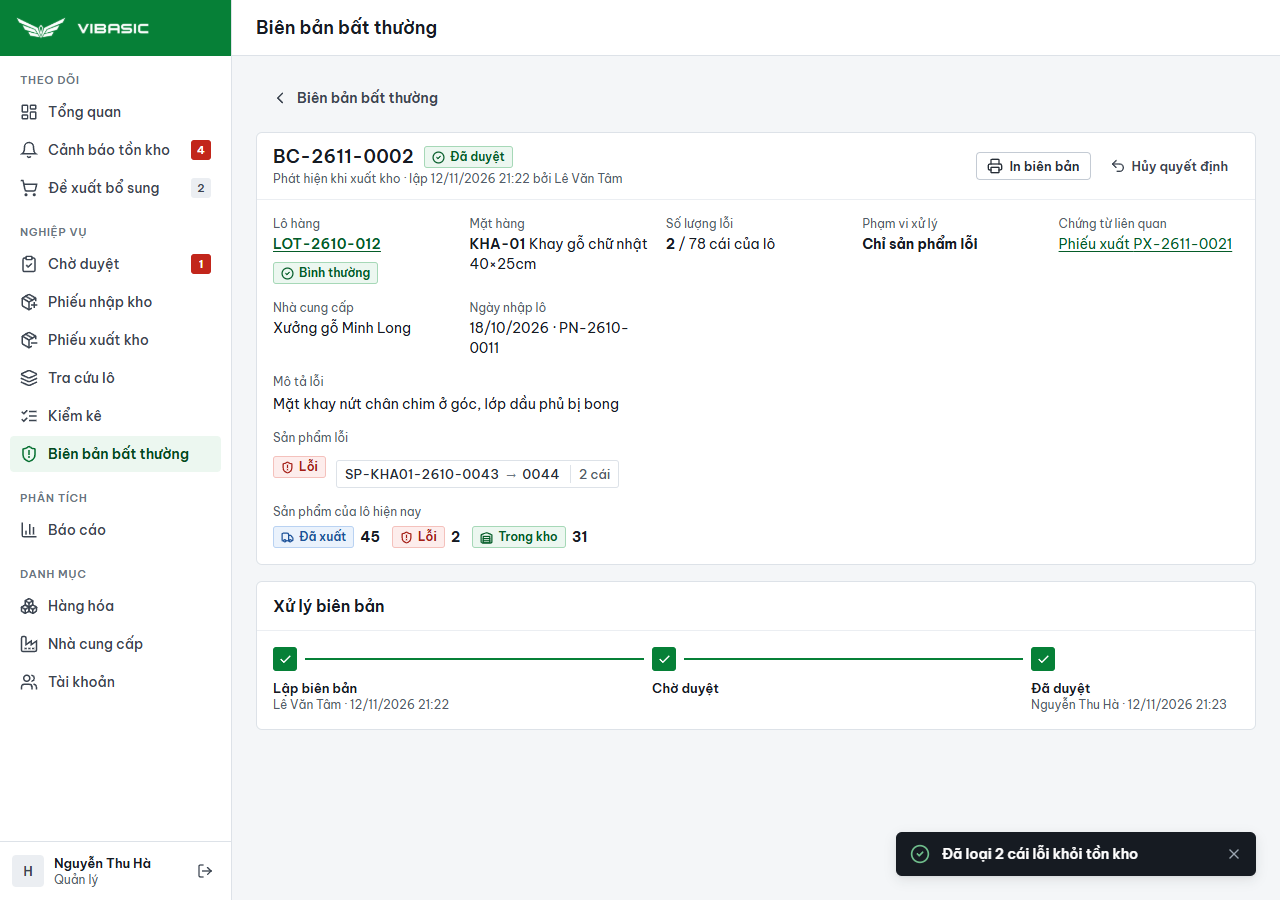 VIBASIC
Biên bản bất thường
THEO DÕI
Tổng quan
Cảnh báo tồn kho 4
Đề xuất bổ sung 2
NGHIỆP VỤ
Chờ duyệt 1
Phiếu nhập kho
Phiếu xuất kho
Tra cứu lô
Kiểm kê
Biên bản bất thường
PHÂN TÍCH
Báo cáo
DANH MỤC
Hàng hóa
Nhà cung cấp
Tài khoản
H
Nguyễn Thu Hà
Quản lý
Biên bản bất thường
BC-2611-0002 Đã duyệt
Phát hiện khi xuất kho · lập 12/11/2026 21:22 bởi Lê Văn Tâm
In biên bản
Hủy quyết định
Lô hàng
LOT-2610-012
Bình thường
Mặt hàng
KHA-01 Khay gỗ chữ nhật
40×25cm
Số lượng lỗi
2 / 78 cái của lô
Phạm vi xử lý
Chỉ sản phẩm lỗi
Chứng từ liên quan
Phiếu xuất PX-2611-0021
Nhà cung cấp
Xưởng gỗ Minh Long
Ngày nhập lô
18/10/2026 · PN-2610-
0011
Mô tả lỗi
Mặt khay nứt chân chim ở góc, lớp dầu phủ bị bong
Sản phẩm lỗi
Lỗi SP-KHA01-2610-0043 → 0044 2 cái
Sản phẩm của lô hiện nay
Đã xuất 45 Lỗi 2 Trong kho 31
Xử lý biên bản
Lập biên bản
Lê Văn Tâm · 12/11/2026 21:22
Chờ duyệt
Đã duyệt
Nguyễn Thu Hà · 12/11/2026 21:23
Đã loại 2 cái lỗi khỏi tồn kho